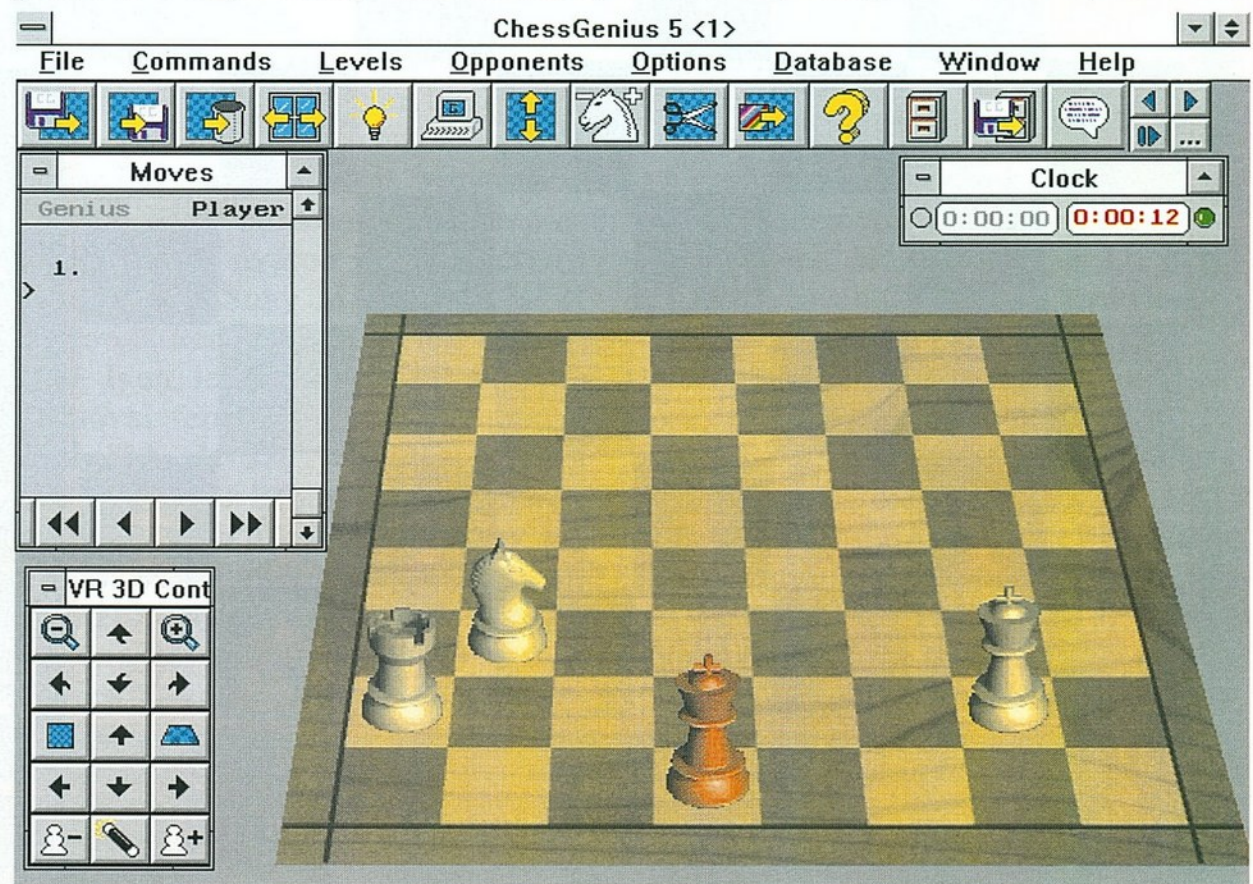 ChessGenius 5 <1>
File Commands Levels Opponents Options Database Window Help
Moves
Genius Player
1.
>
Clock
0:00:00 0:00:12
VR 3D Cont